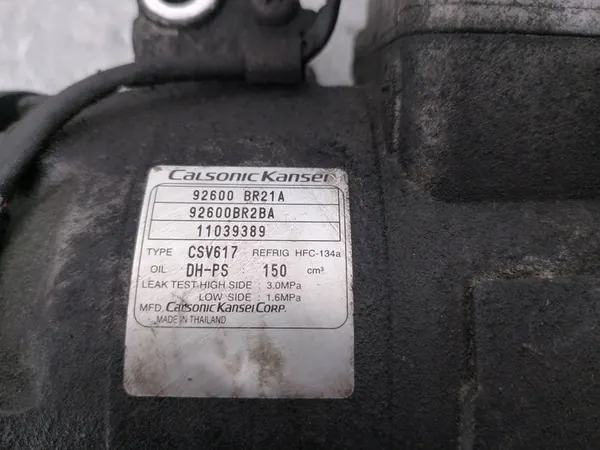 CALSONIC KANSEI
92600 BR21A
92600BR2BA
11039389
TYPE CSV617 REFRIG HFC-134a
OIL DH-PS 150 cm³
LEAK TEST HIGH SIDE 3.0MPa
LOW SIDE 1.6MPa
MFD. CALSONIC KANSEI CORP.
MADE IN THAILAND